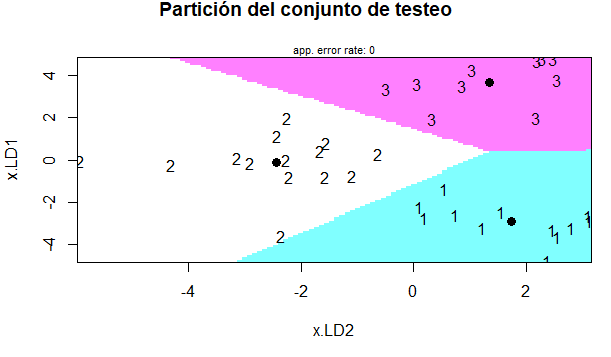 Partición del conjunto de testeo
app. error rate: 0
x.LD1
4
2
0
-2
-4
3 3 3
3
3 3 3 3
2 3 3
2
2 2 2
2 2 2 2 2
2 2 2
1
1 1 1 1 1 1
1 1 1
2 1
1
-4 -2 0 2
x.LD2